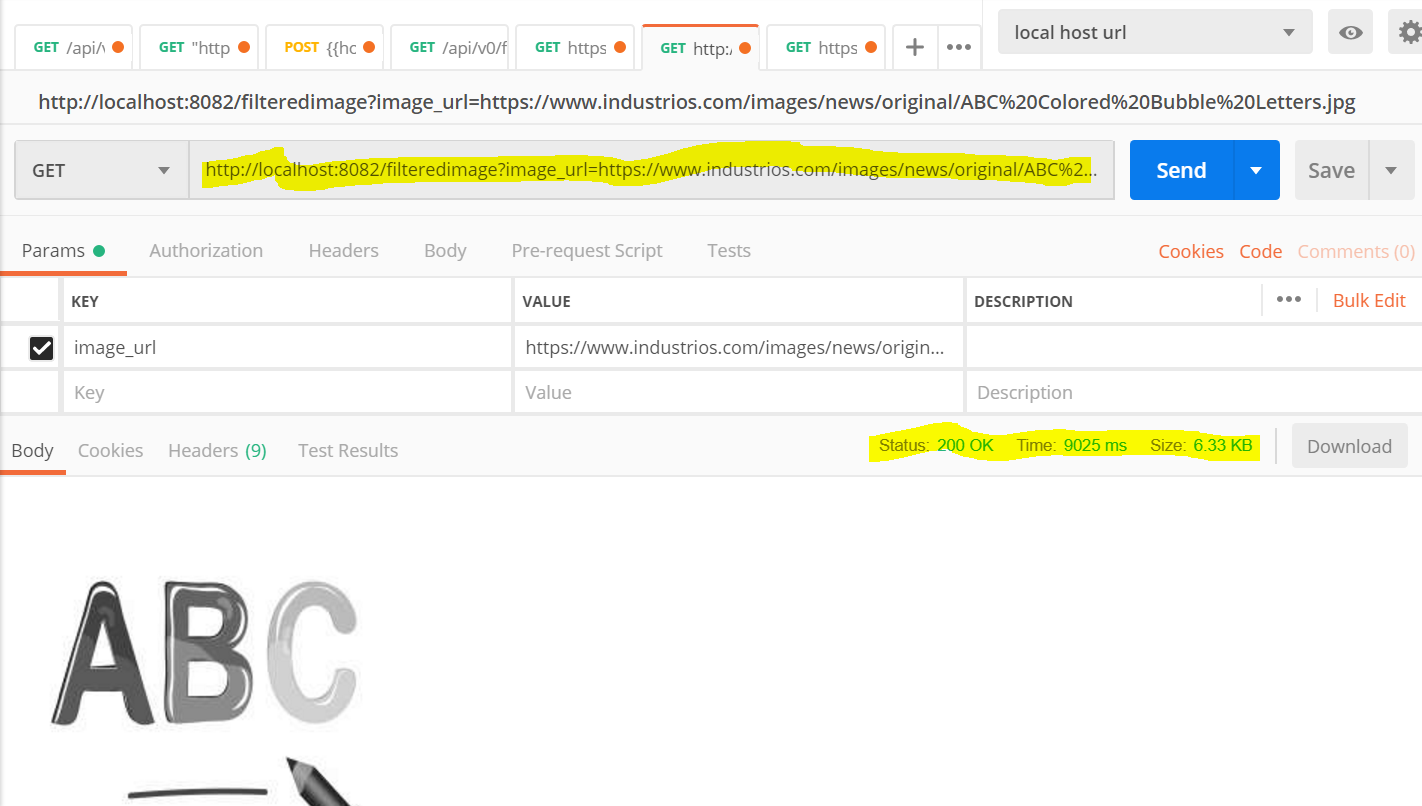 GET /api/v GET "http POST {{hc GET /api/v0/f GET https GET http:/ GET https + ••• local host url
http://localhost:8082/filteredimage?image_url=https://www.industrios.com/images/news/original/ABC%20Colored%20Bubble%20Letters.jpg
GET http://localhost:8082/filteredimage?image_url=https://www.industrios.com/images/news/original/ABC%2... Send Save
Params Authorization Headers Body Pre-request Script Tests Cookies Code Comments (0)
KEY VALUE DESCRIPTION ••• Bulk Edit
image_url https://www.industrios.com/images/news/origin...
Key Value Description
Body Cookies Headers (9) Test Results Status: 200 OK Time: 9025 ms Size: 6.33 KB Download
ABC